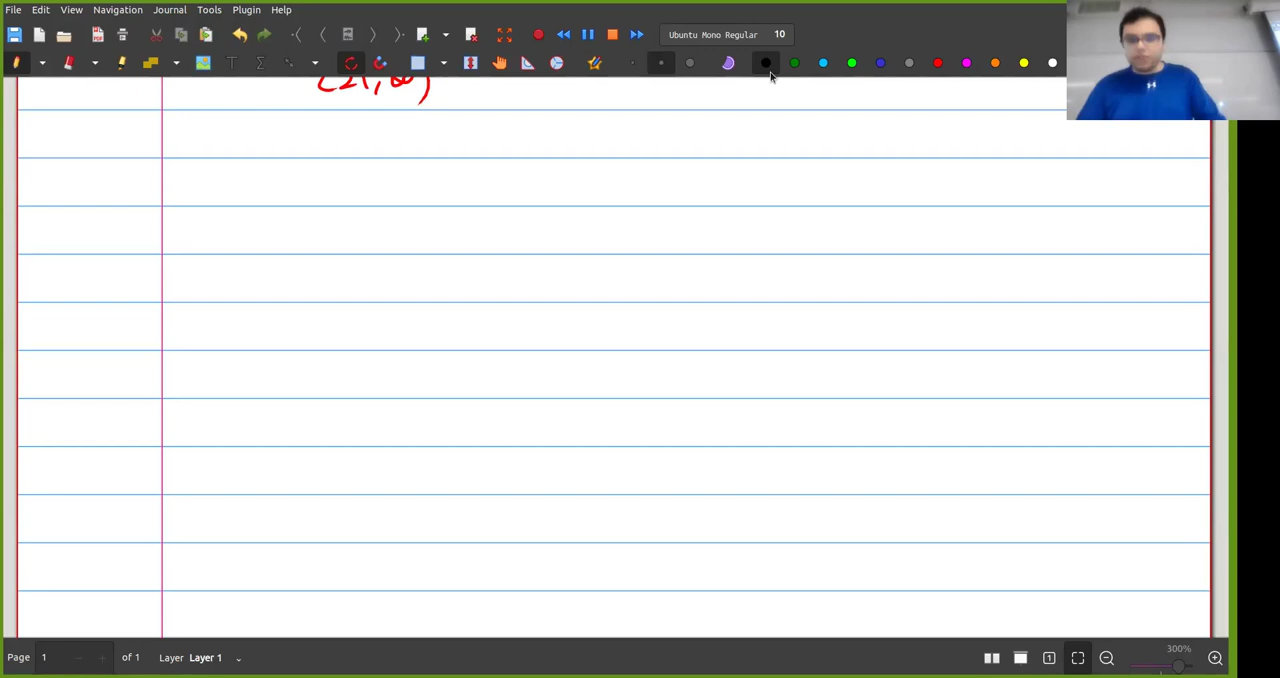 File Edit View Navigation Journal Tools Plugin Help
Ubuntu Mono Regular 10
(21, ∞)
Page 1 of 1 Layer Layer 1 300%